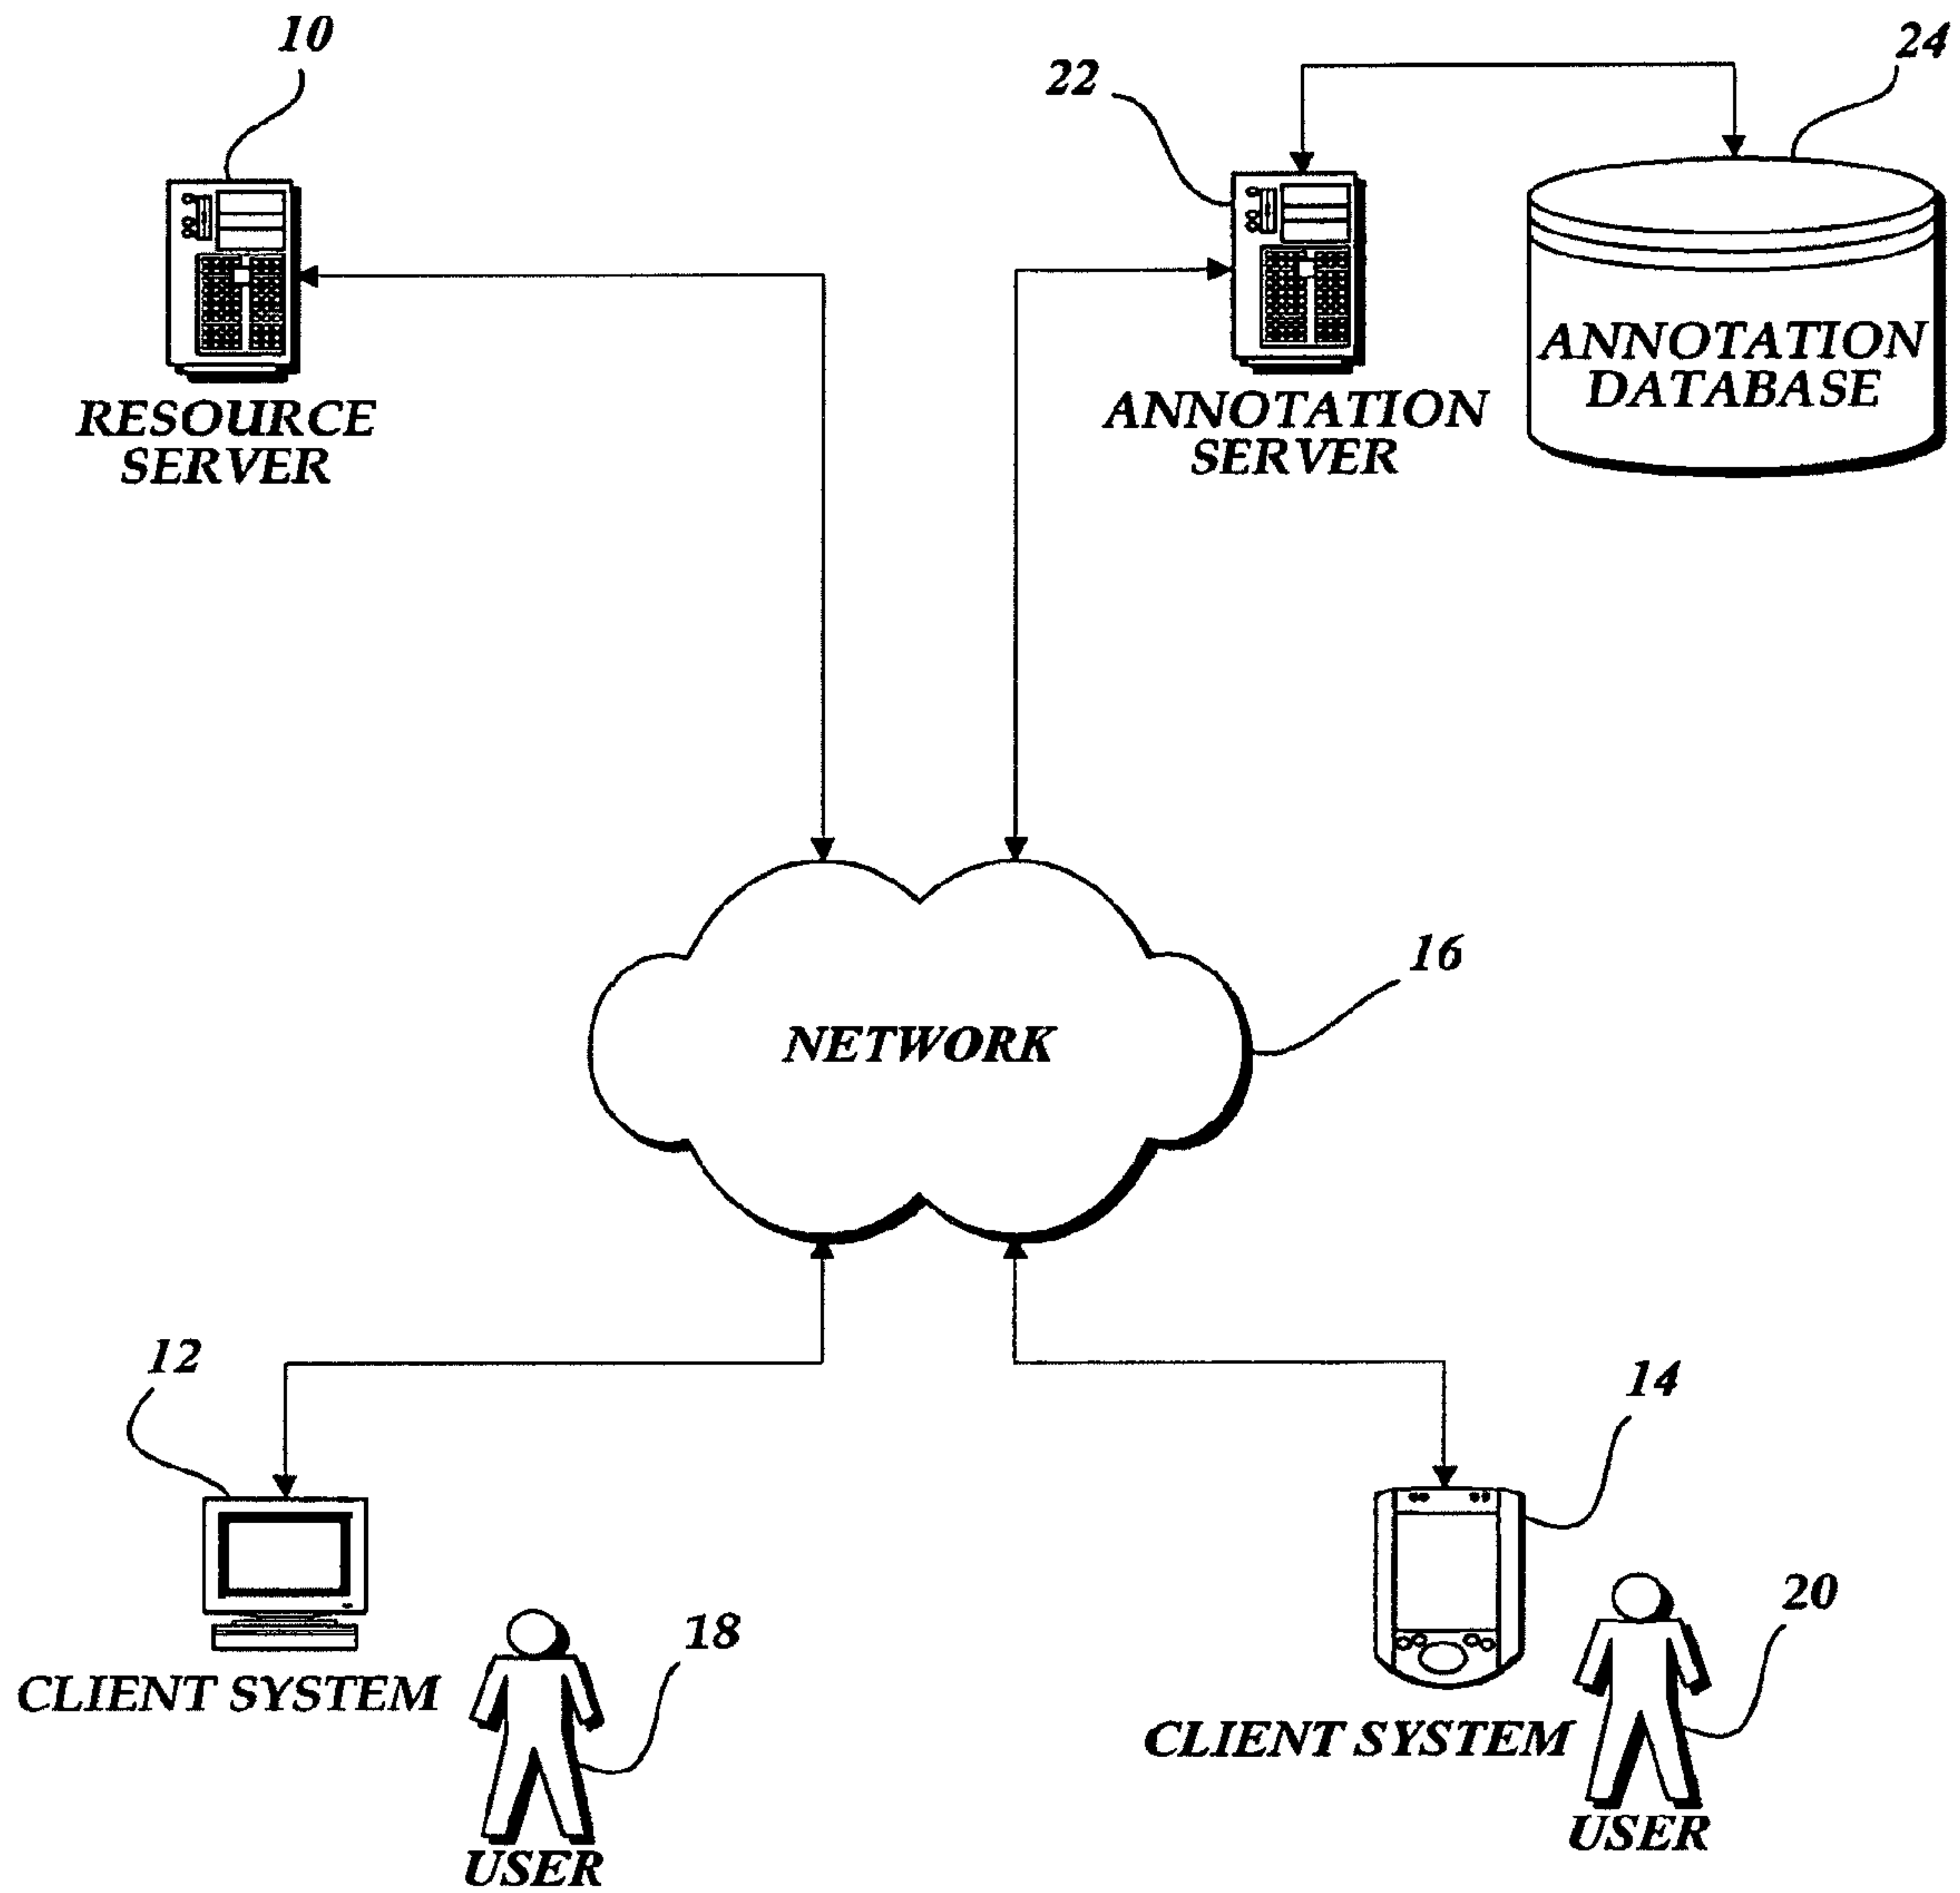 10
22
24
RESOURCE
SERVER
ANNOTATION
SERVER
ANNOTATION
DATABASE
16
NETWORK
12
14
18
20
CLIENT SYSTEM
CLIENT SYSTEM
USER
USER